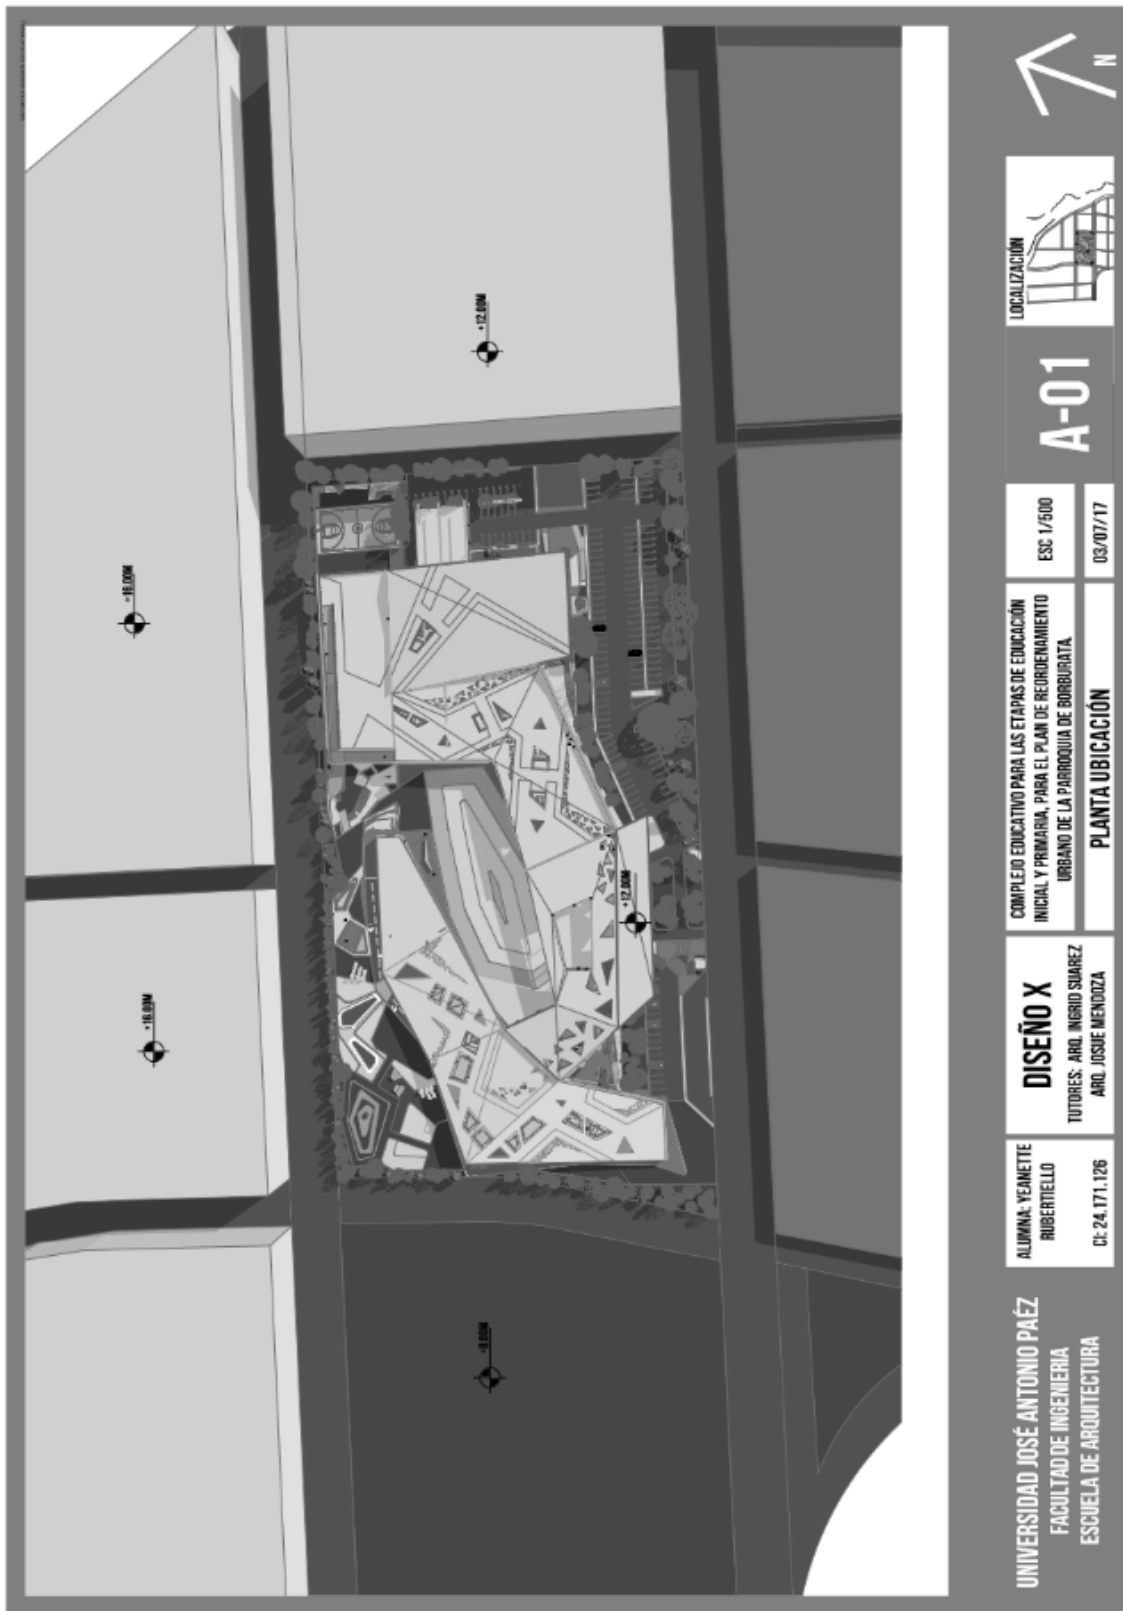 UNIVERSIDAD JOSÉ ANTONIO PAÉZ
FACULTAD DE INGENIERIA
ESCUELA DE ARQUITECTURA
ALUMNA: YEANETTE
RUBERTIELLO
CI: 24.171.126
DISEÑO X
TUTORES: ARQ. INGRID SUAREZ
ARQ. JOSUE MENDOZA
COMPLEJO EDUCATIVO PARA LAS ETAPAS DE EDUCACIÓN
INICIAL Y PRIMARIA, PARA EL PLAN DE REORDENAMIENTO
URBANO DE LA PARROQUIA DE BORBURATA.
PLANTA UBICACIÓN
ESC 1/500
03/07/17
A-01
LOCALIZACIÓN
N
+16.00M
+16.00M
+12.00M
+12.00M